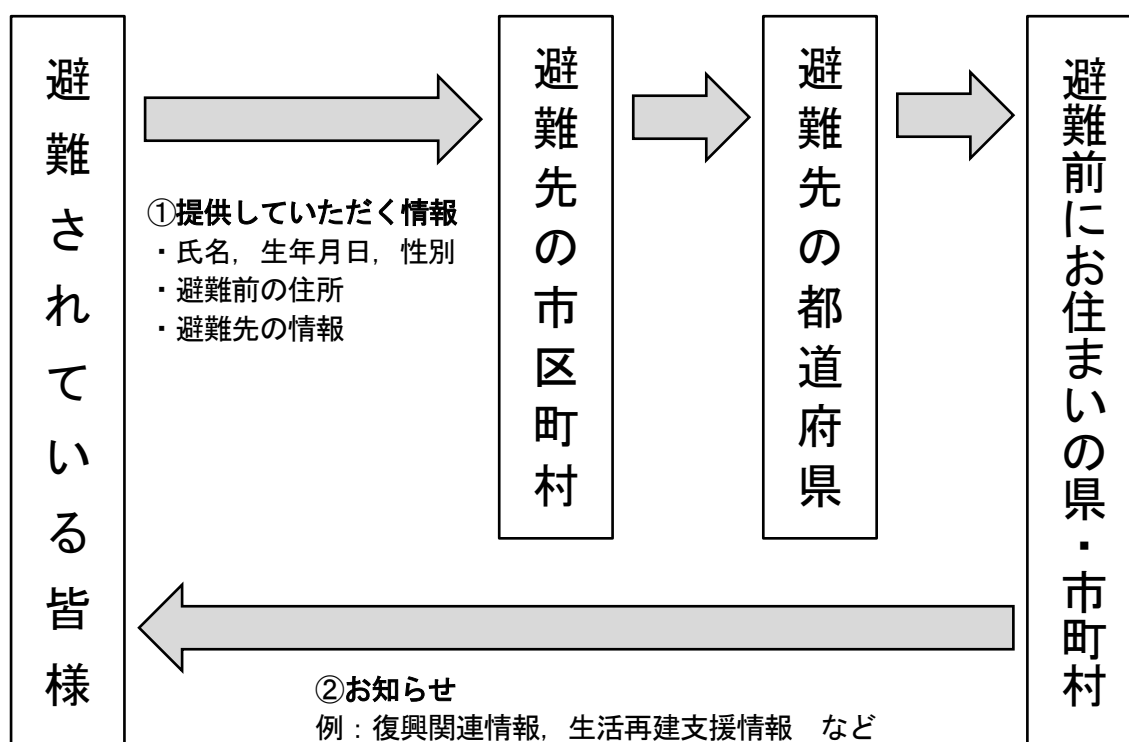 避難されている皆様
①提供していただく情報
・氏名，生年月日，性別
・避難前の住所
・避難先の情報
避難先の市区町村
避難先の都道府県
避難前にお住まいの県・市町村
②お知らせ
例：復興関連情報，生活再建支援情報　など